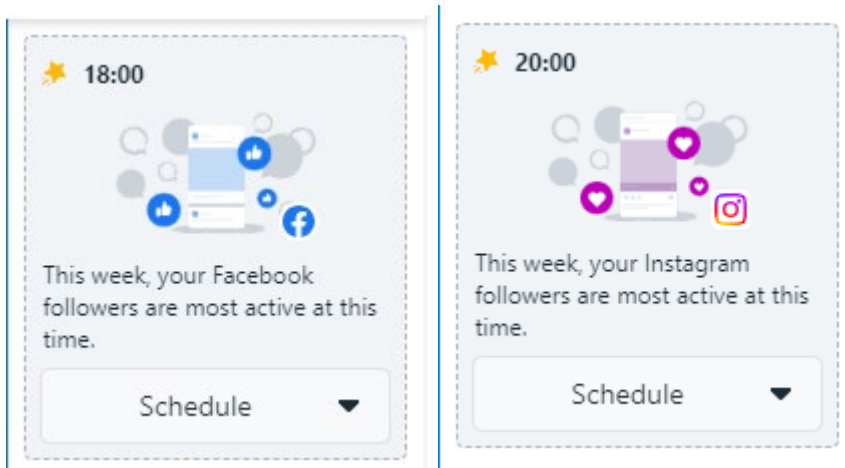 18:00
This week, your Facebook
followers are most active at this
time.
Schedule
20:00
This week, your Instagram
followers are most active at this
time.
Schedule